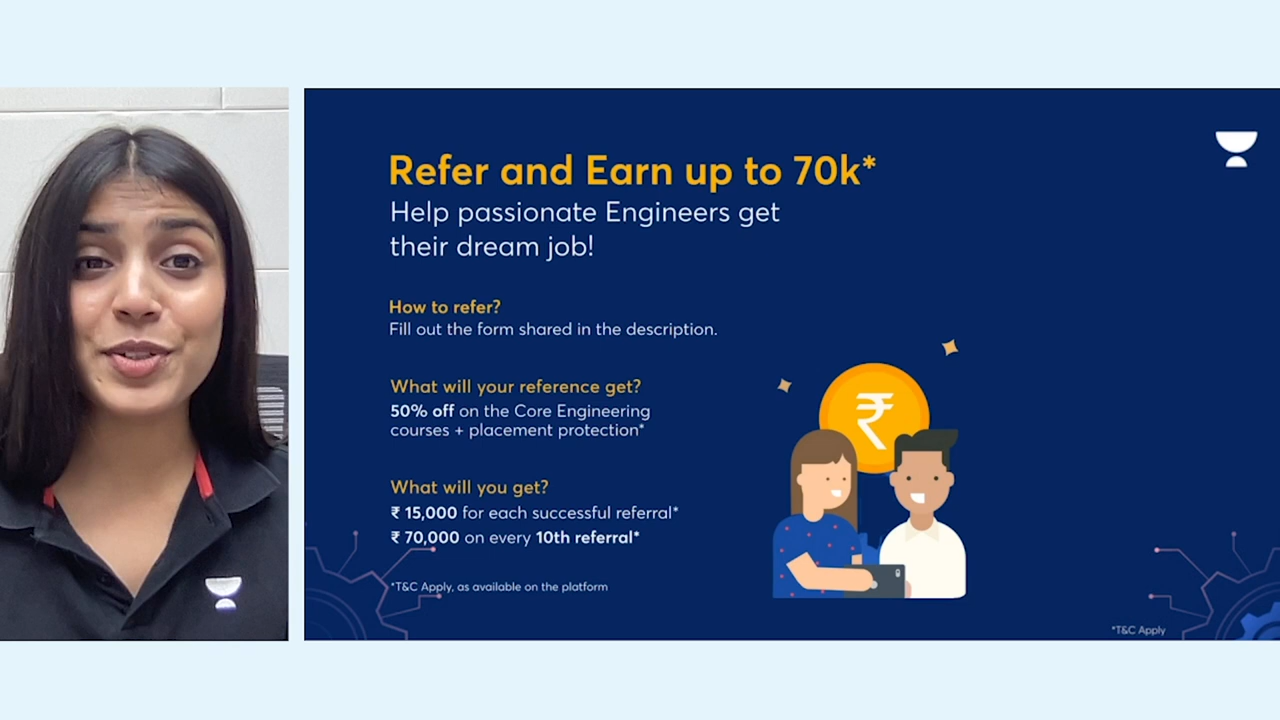 Refer and Earn up to 70k*
Help passionate Engineers get
their dream job!
How to refer?
Fill out the form shared in the description.
What will your reference get?
50% off on the Core Engineering
courses + placement protection*
What will you get?
₹ 15,000 for each successful referral*
₹ 70,000 on every 10th referral*
*T&C Apply, as available on the platform
₹
*T&C Apply